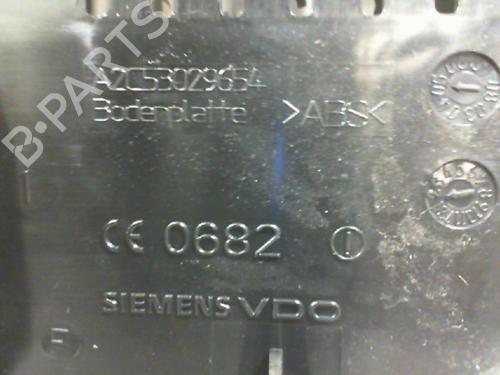 A2C53029654
Bodenplatte >ABS<
CE 0682
SIEMENS VDO
F
B-PARTS